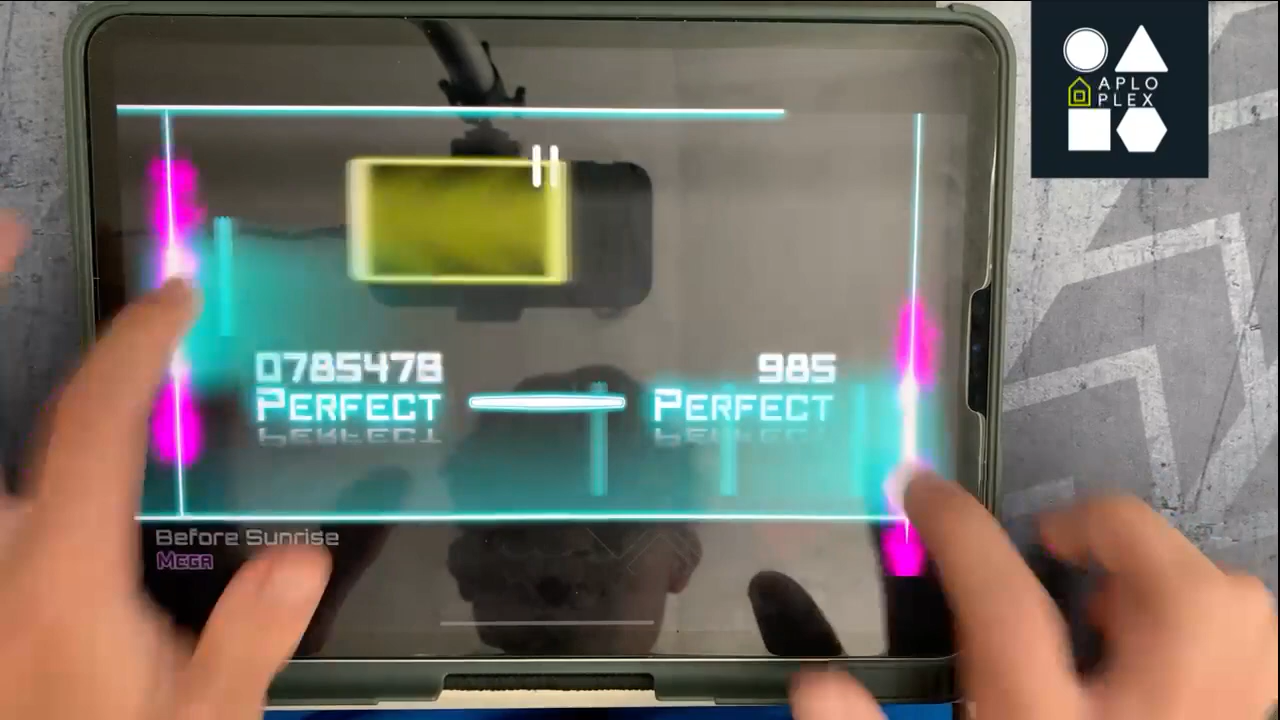 APLO
PLEX
0785478
985
PERFECT
PERFECT
Before Sunrise
MEGA